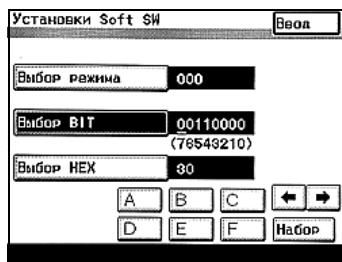 Установки Soft SW Ввод
Выбор режима 000
Выбор BIT 00110000
(76543210)
Выбор HEX 30
A B C
D E F Набор